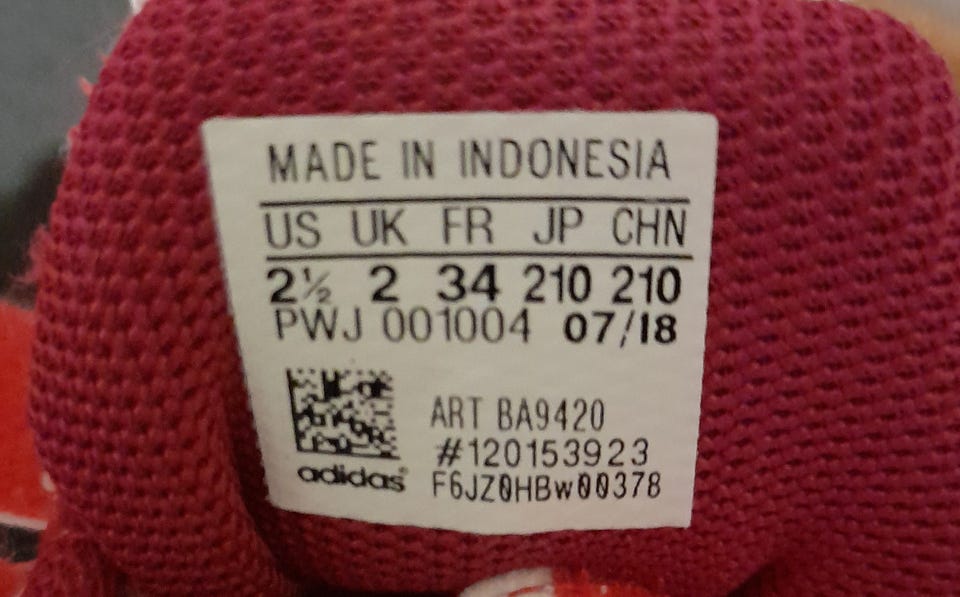 MADE IN INDONESIA
US UK FR JP CHN
2½ 2 34 210 210
PWJ 001004 07/18
ART BA9420
#120153923
adidas F6JZ0HBw00378